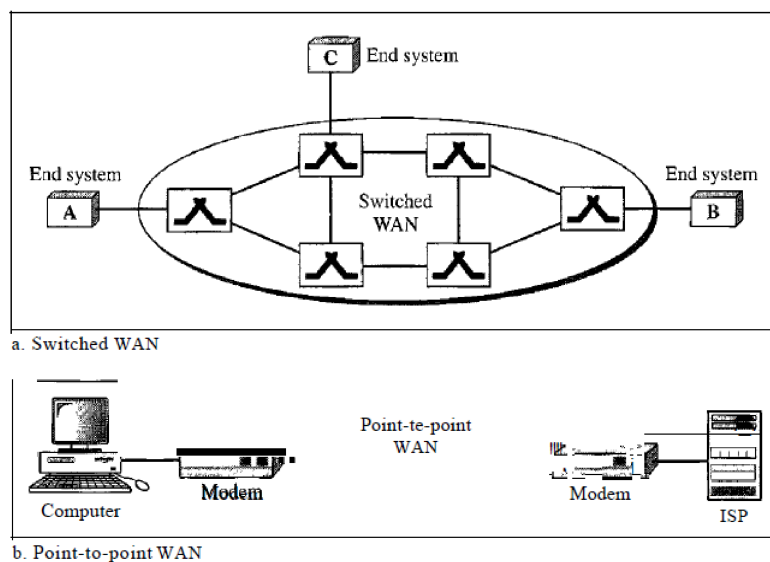 C
End system
End system
A
Switched
WAN
End system
B
a. Switched WAN
Point-te-point
WAN
Computer
Modem
Modem
ISP
b. Point-to-point WAN